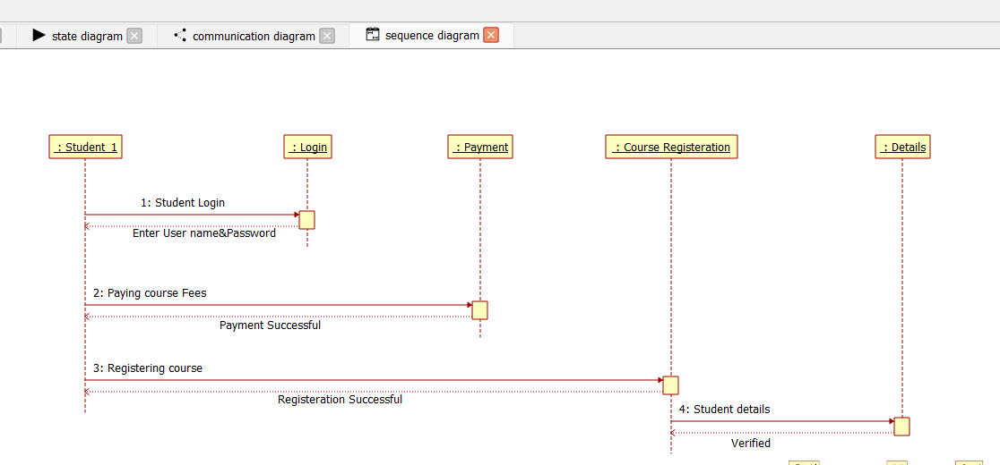 state diagram
communication diagram
sequence diagram
: Student_1
: Login
: Payment
: Course Registeration
: Details
1: Student Login
Enter User name&Password
2: Paying course Fees
Payment Successful
3: Registering course
Registeration Successful
4: Student details
Verified